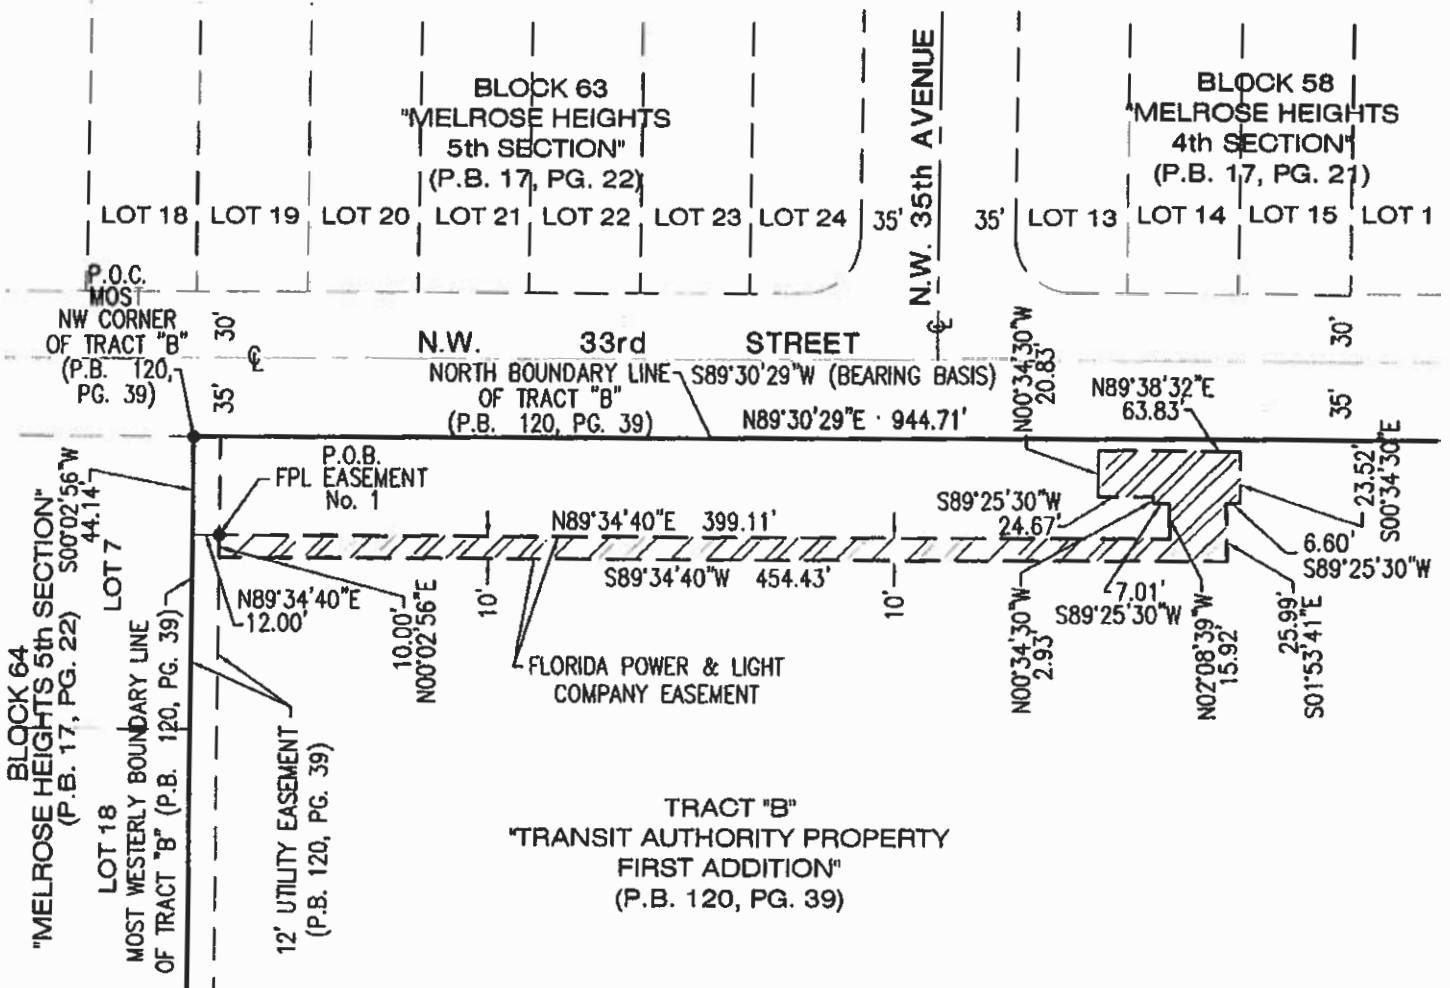 BLOCK 63
"MELROSE HEIGHTS
5th SECTION"
(P.B. 17, PG. 22)
N.W. 35th AVENUE
BLOCK 58
"MELROSE HEIGHTS
4th SECTION"
(P.B. 17, PG. 21)
LOT 18
LOT 19
LOT 20
LOT 21
LOT 22
LOT 23
LOT 24
35'
35'
LOT 13
LOT 14
LOT 15
LOT 1
P.O.C.
MOST
NW CORNER
OF TRACT "B"
(P.B. 120,
PG. 39)
30'
35'
N.W. 33rd STREET
NORTH BOUNDARY LINE
OF TRACT "B"
(P.B. 120, PG. 39)
S89°30'29"W (BEARING BASIS)
N89°30'29"E 944.71'
N00°34'30"W
20.83'
N89°38'32"E
63.83'
30'
35'
23.52'
S00°34'30"E
P.O.B.
FPL EASEMENT
No. 1
S00°02'56"W
44.14'
N89°34'40"E 399.11'
S89°34'40"W 454.43'
S89°25'30"W
24.67'
6.60'
S89°25'30"W
7.01'
S89°25'30"W
N00°34'30"W
2.93'
N02°08'39"W
15.92'
25.99'
S01°53'41"E
N89°34'40"E
12.00'
10.00'
N00°02'56"E
10'
10'
FLORIDA POWER & LIGHT
COMPANY EASEMENT
BLOCK 64
"MELROSE HEIGHTS 5th SECTION"
(P.B. 17, PG. 22)
LOT 7
LOT 18
MOST WESTERLY BOUNDARY LINE
OF TRACT "B" (P.B. 120, PG. 39)
12' UTILITY EASEMENT
(P.B. 120, PG. 39)
TRACT "B"
"TRANSIT AUTHORITY PROPERTY
FIRST ADDITION"
(P.B. 120, PG. 39)